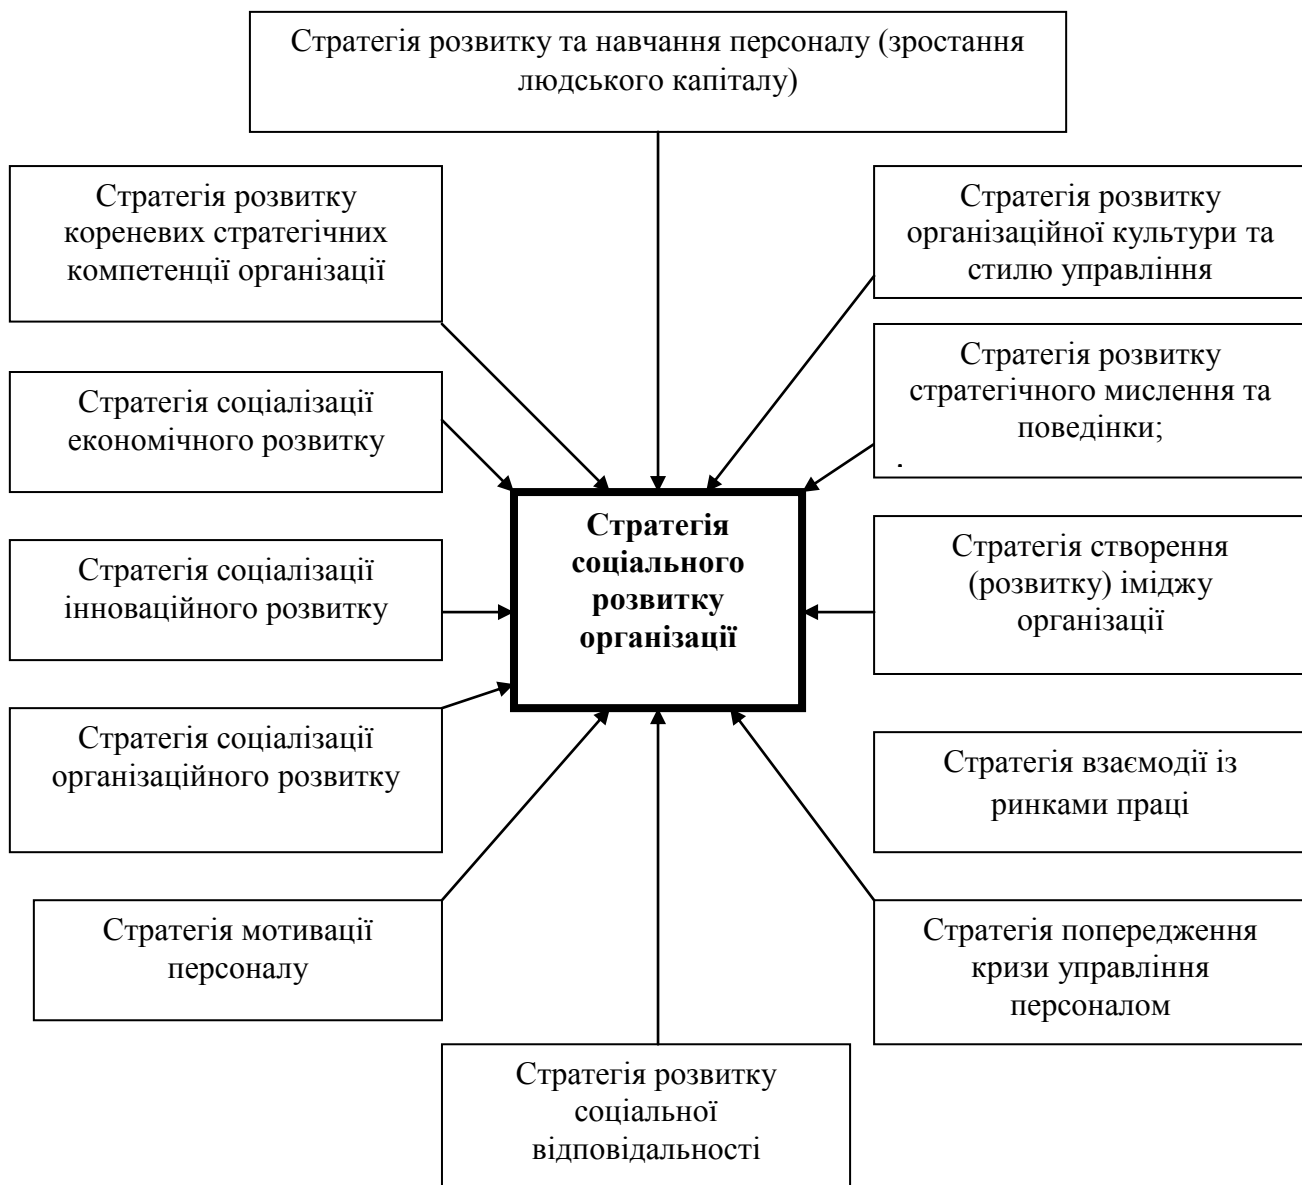 Стратегія розвитку та навчання персоналу (зростання
людського капіталу)
Стратегія розвитку
кореневих стратегічних
компетенції організації
Стратегія розвитку
організаційної культури та
стилю управління
Стратегія соціалізації
економічного розвитку
Стратегія розвитку
стратегічного мислення та
поведінки;
.
Стратегія
соціального
розвитку
організації
Стратегія соціалізації
інноваційного розвитку
Стратегія створення
(розвитку) іміджу
організації
Стратегія соціалізації
організаційного розвитку
Стратегія взаємодії із
ринками праці
Стратегія мотивації
персоналу
Стратегія попередження
кризи управління
персоналом
Стратегія розвитку
соціальної
відповідальності